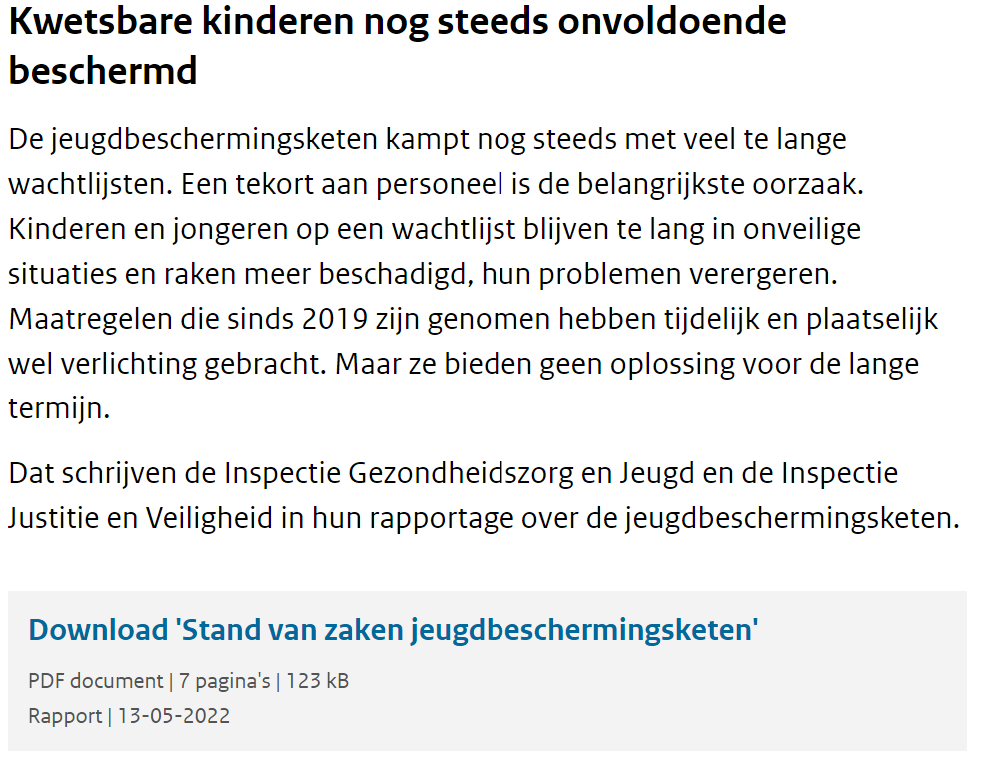 Kwetsbare kinderen nog steeds onvoldoende
beschermd
De jeugdbeschermingsketen kampt nog steeds met veel te lange
wachtlijsten. Een tekort aan personeel is de belangrijkste oorzaak.
Kinderen en jongeren op een wachtlijst blijven te lang in onveilige
situaties en raken meer beschadigd, hun problemen verergeren.
Maatregelen die sinds 2019 zijn genomen hebben tijdelijk en plaatselijk
wel verlichting gebracht. Maar ze bieden geen oplossing voor de lange
termijn.
Dat schrijven de Inspectie Gezondheidszorg en Jeugd en de Inspectie
Justitie en Veiligheid in hun rapportage over de jeugdbeschermingsketen.
Download 'Stand van zaken jeugdbeschermingsketen'
PDF document | 7 pagina's | 123 kB
Rapport | 13-05-2022